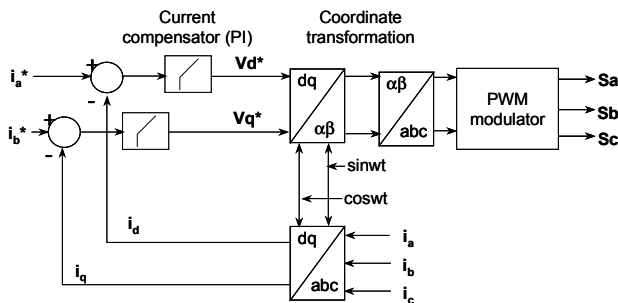 Current
compensator (PI)
Coordinate
transformation
+
Vd*
ia*
-
dq
αβ
αβ
abc
PWM
modulator
Sa
Sb
Sc
+
Vq*
ib*
-
sinwt
coswt
id
iq
dq
abc
ia
ib
ic